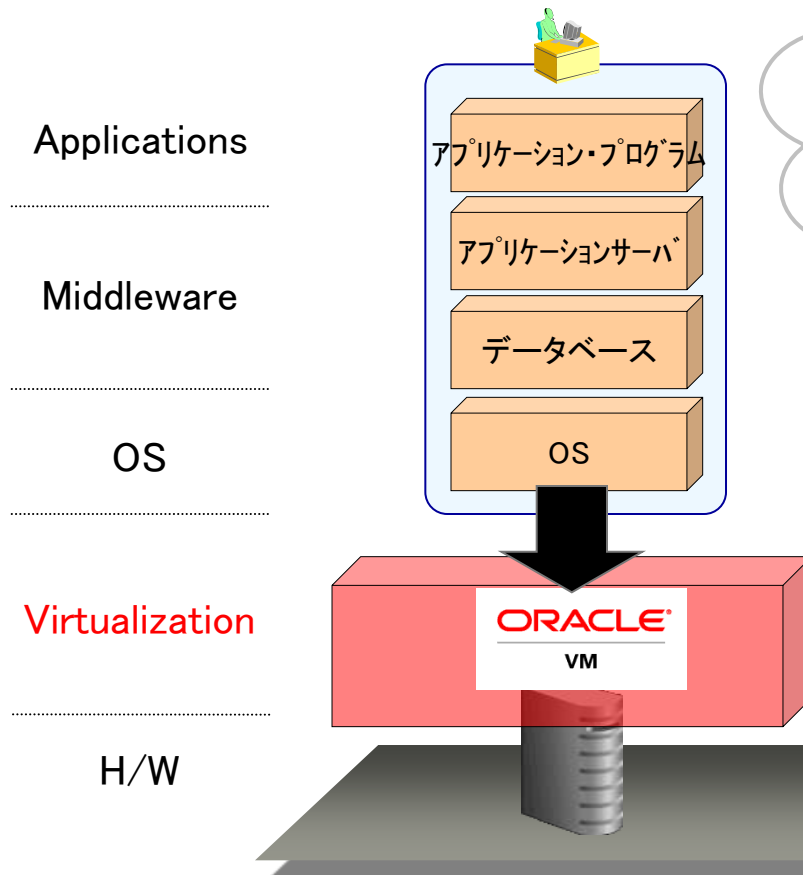 Applications
アプリケーション・プログラム
アプリケーションサーバ
Middleware
データベース
OS
OS
Virtualization
ORACLE®
VM
H/W